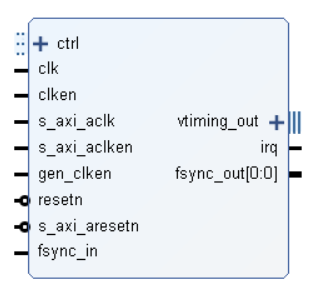 ctrl
clk
clken
s_axi_aclk
vtiming_out
s_axi_aclken
irq
gen_clken
fsync_out[0:0]
resetn
s_axi_aresetn
fsync_in